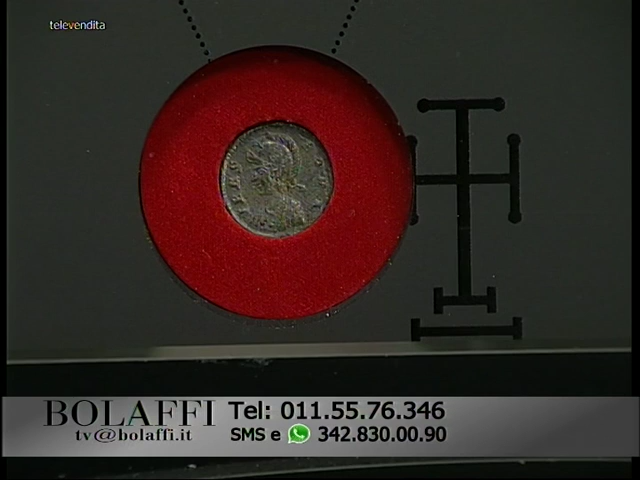 televendita
BOLAFFI
tv@bolaffi.it
Tel: 011.55.76.346
SMS e 342.830.00.90